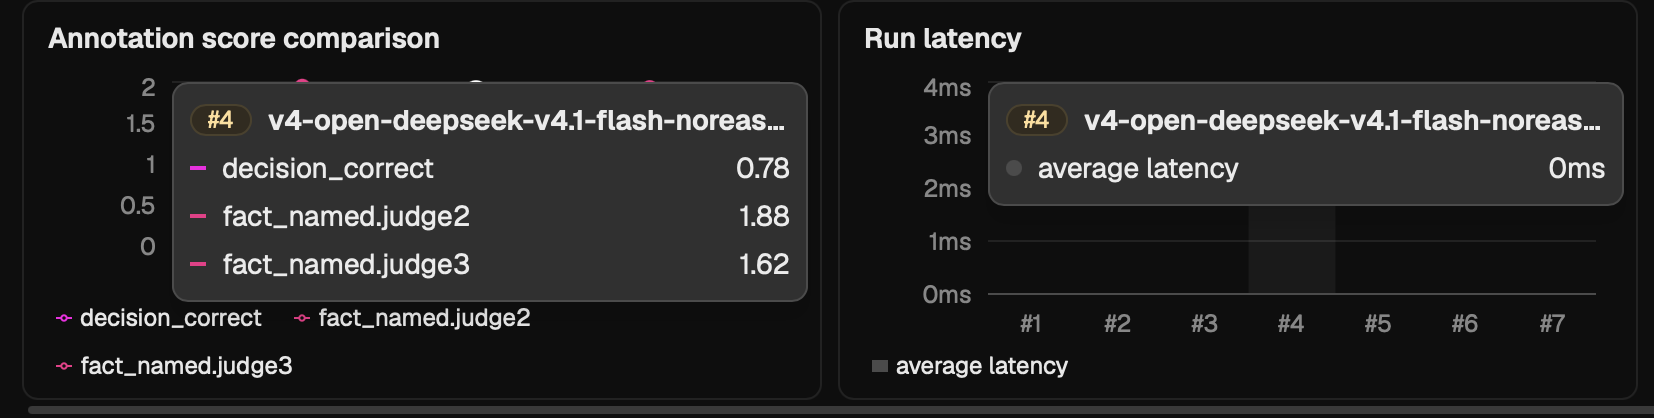 Annotation score comparison
2
1.5
1
0.5
0
#4 v4-open-deepseek-v4.1-flash-noreas...
decision_correct 0.78
fact_named.judge2 1.88
fact_named.judge3 1.62
decision_correct fact_named.judge2
fact_named.judge3
Run latency
4ms
3ms
2ms
1ms
0ms
#4 v4-open-deepseek-v4.1-flash-noreas...
average latency 0ms
#1 #2 #3 #4 #5 #6 #7
average latency